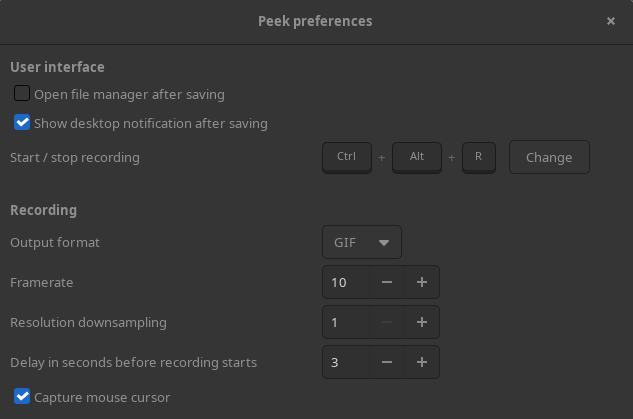 Peek preferences
User interface
Open file manager after saving
Show desktop notification after saving
Start / stop recording Ctrl + Alt + R Change
Recording
Output format GIF
Framerate 10
Resolution downsampling 1
Delay in seconds before recording starts 3
Capture mouse cursor